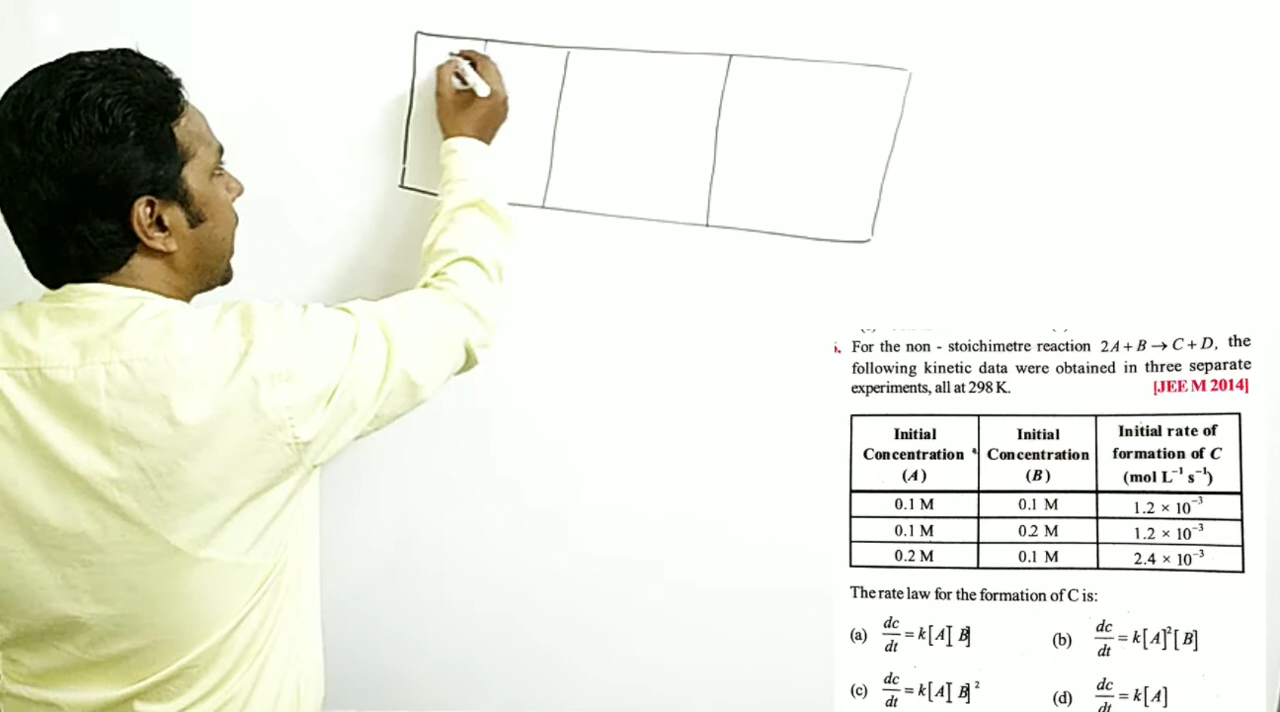 5. For the non - stoichimetre reaction 2A + B → C + D, the
following kinetic data were obtained in three separate
experiments, all at 298 K. [JEE M 2014]
Initial Concentration (A) Initial Concentration (B) Initial rate of formation of C (mol L⁻¹ s⁻¹)
0.1 M 0.1 M 1.2 × 10⁻³
0.1 M 0.2 M 1.2 × 10⁻³
0.2 M 0.1 M 2.4 × 10⁻³
The rate law for the formation of C is:
(a) dc/dt = k[A][B] (b) dc/dt = k[A]²[B]
(c) dc/dt = k[A][B]² (d) dc/dt = k[A]